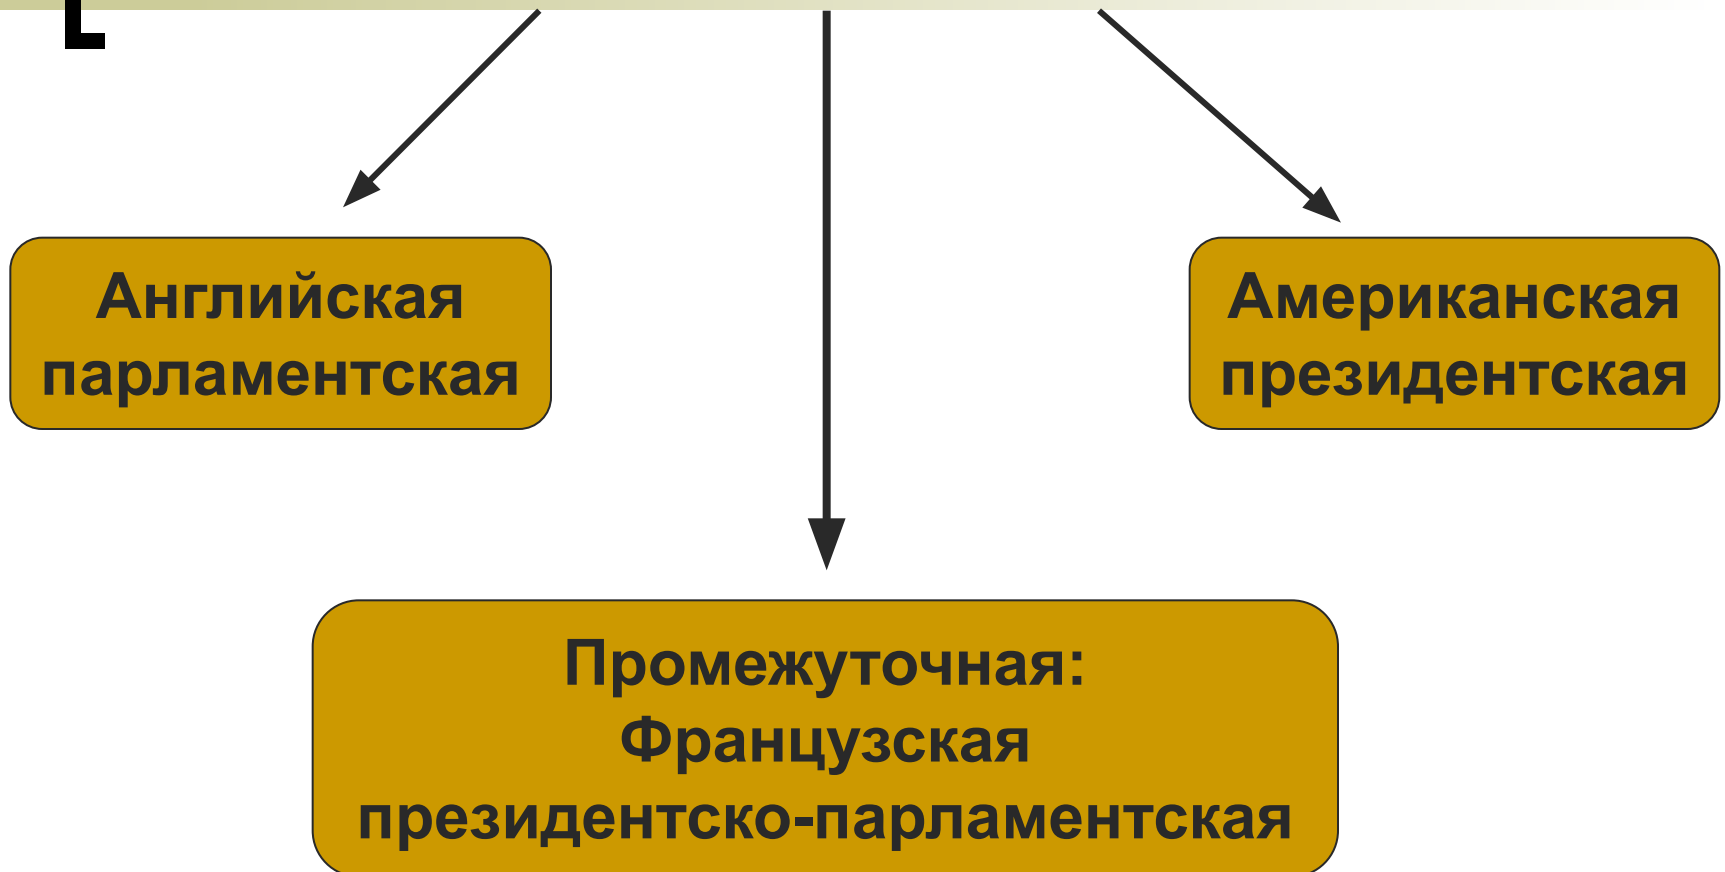 Английская
парламентская
Американская
президентская
Промежуточная:
Французская
президентско-парламентская